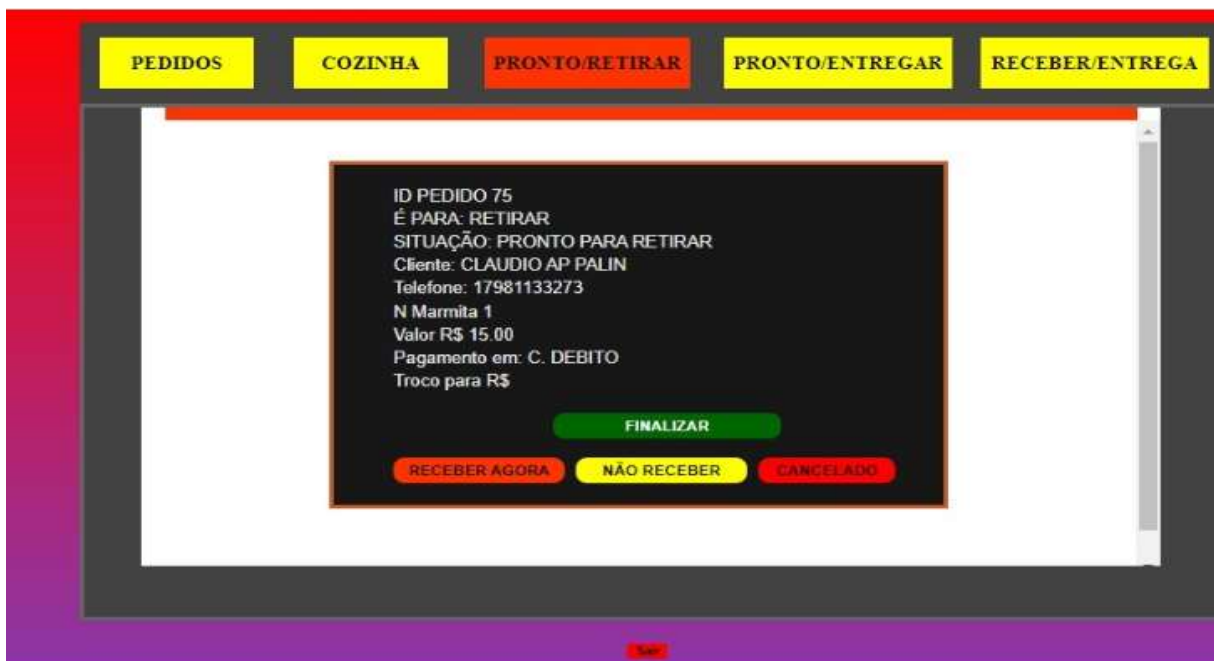 PEDIDOS COZINHA PRONTO/RETIRAR PRONTO/ENTREGAR RECEBER/ENTREGA
ID PEDIDO 75
É PARA: RETIRAR
SITUAÇÃO: PRONTO PARA RETIRAR
Cliente: CLAUDIO AP PALIN
Telefone: 17981133273
N Marmita 1
Valor R$ 15.00
Pagamento em: C. DEBITO
Troco para R$
FINALIZAR
RECEBER AGORA NÃO RECEBER CANCELADO
Sair